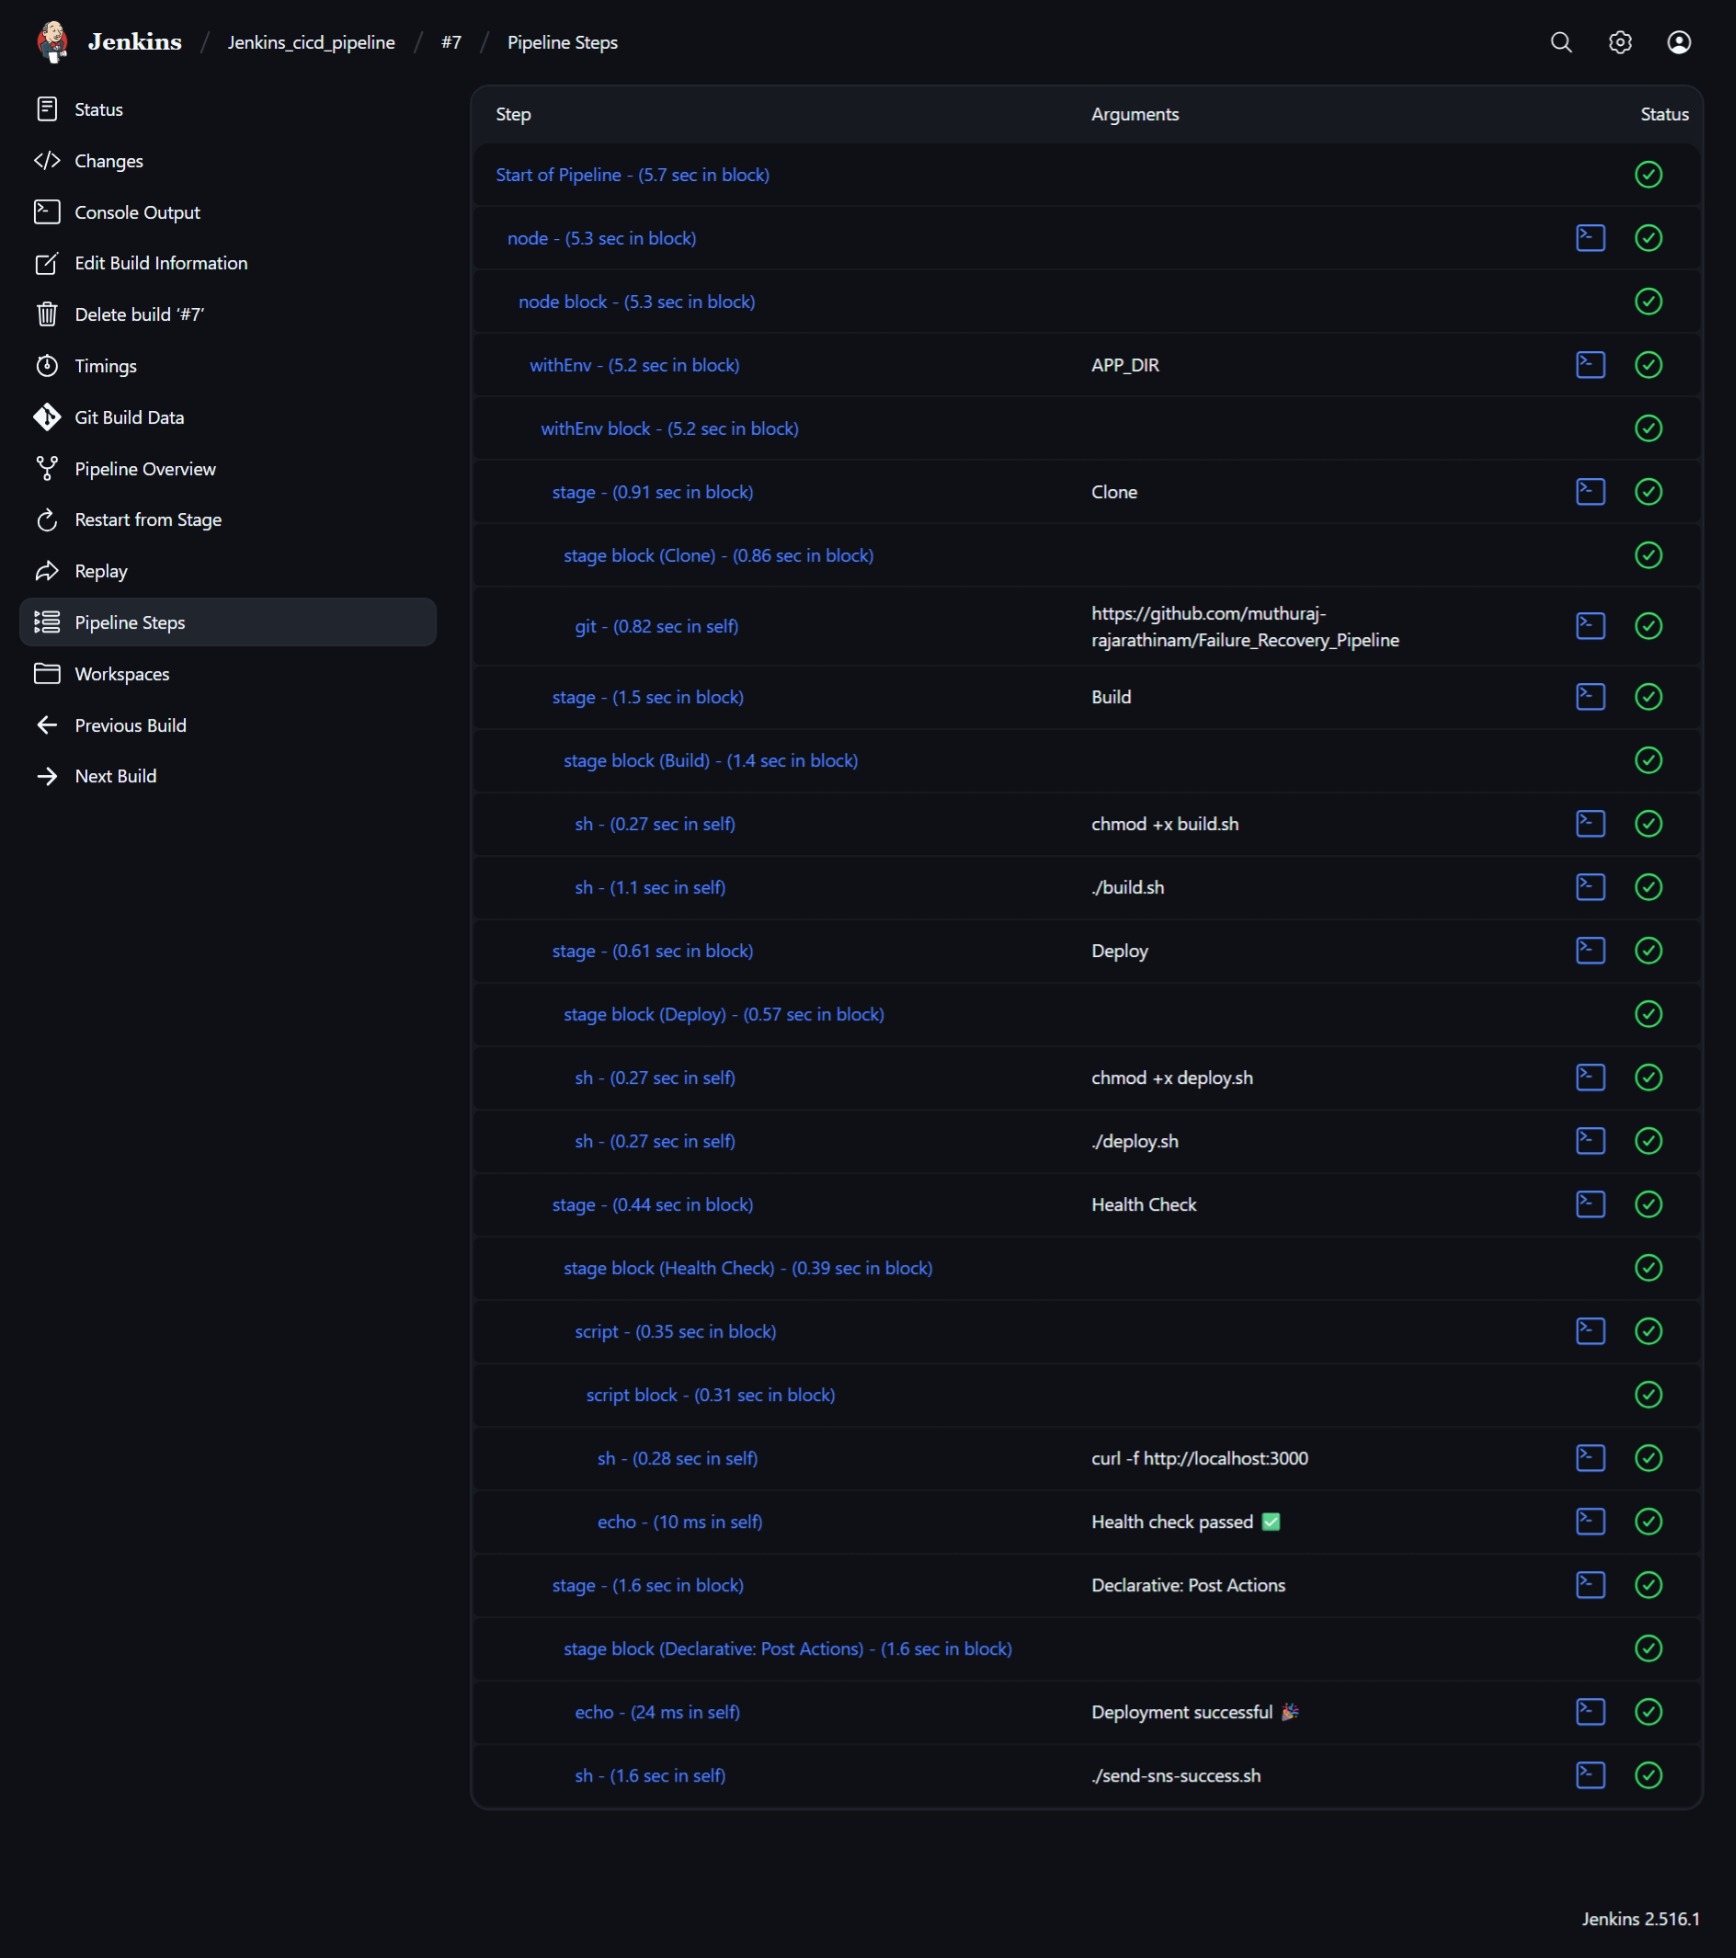 Jenkins / Jenkins_cicd_pipeline / #7 / Pipeline Steps
Status
Changes
Console Output
Edit Build Information
Delete build ‘#7’
Timings
Git Build Data
Pipeline Overview
Restart from Stage
Replay
Pipeline Steps
Workspaces
Previous Build
Next Build
Step Arguments Status
Start of Pipeline - (5.7 sec in block)
node - (5.3 sec in block)
node block - (5.3 sec in block)
withEnv - (5.2 sec in block) APP_DIR
withEnv block - (5.2 sec in block)
stage - (0.91 sec in block) Clone
stage block (Clone) - (0.86 sec in block)
git - (0.82 sec in self) https://github.com/muthuraj-
rajarathinam/Failure_Recovery_Pipeline
stage - (1.5 sec in block) Build
stage block (Build) - (1.4 sec in block)
sh - (0.27 sec in self) chmod +x build.sh
sh - (1.1 sec in self) ./build.sh
stage - (0.61 sec in block) Deploy
stage block (Deploy) - (0.57 sec in block)
sh - (0.27 sec in self) chmod +x deploy.sh
sh - (0.27 sec in self) ./deploy.sh
stage - (0.44 sec in block) Health Check
stage block (Health Check) - (0.39 sec in block)
script - (0.35 sec in block)
script block - (0.31 sec in block)
sh - (0.28 sec in self) curl -f http://localhost:3000
echo - (10 ms in self) Health check passed ✅
stage - (1.6 sec in block) Declarative: Post Actions
stage block (Declarative: Post Actions) - (1.6 sec in block)
echo - (24 ms in self) Deployment successful 🎉
sh - (1.6 sec in self) ./send-sns-success.sh
Jenkins 2.516.1